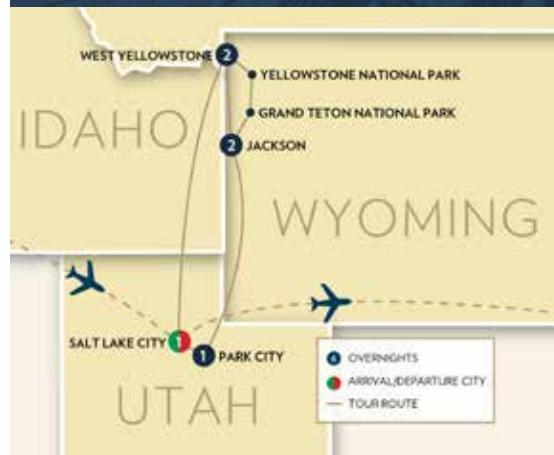 WEST YELLOWSTONE 2
YELLOWSTONE NATIONAL PARK
IDAHO
GRAND TETON NATIONAL PARK
2 JACKSON
WYOMING
SALT LAKE CITY 1
1 PARK CITY
UTAH
6 OVERNIGHTS
ARRIVAL/DEPARTURE CITY
TOUR ROUTE